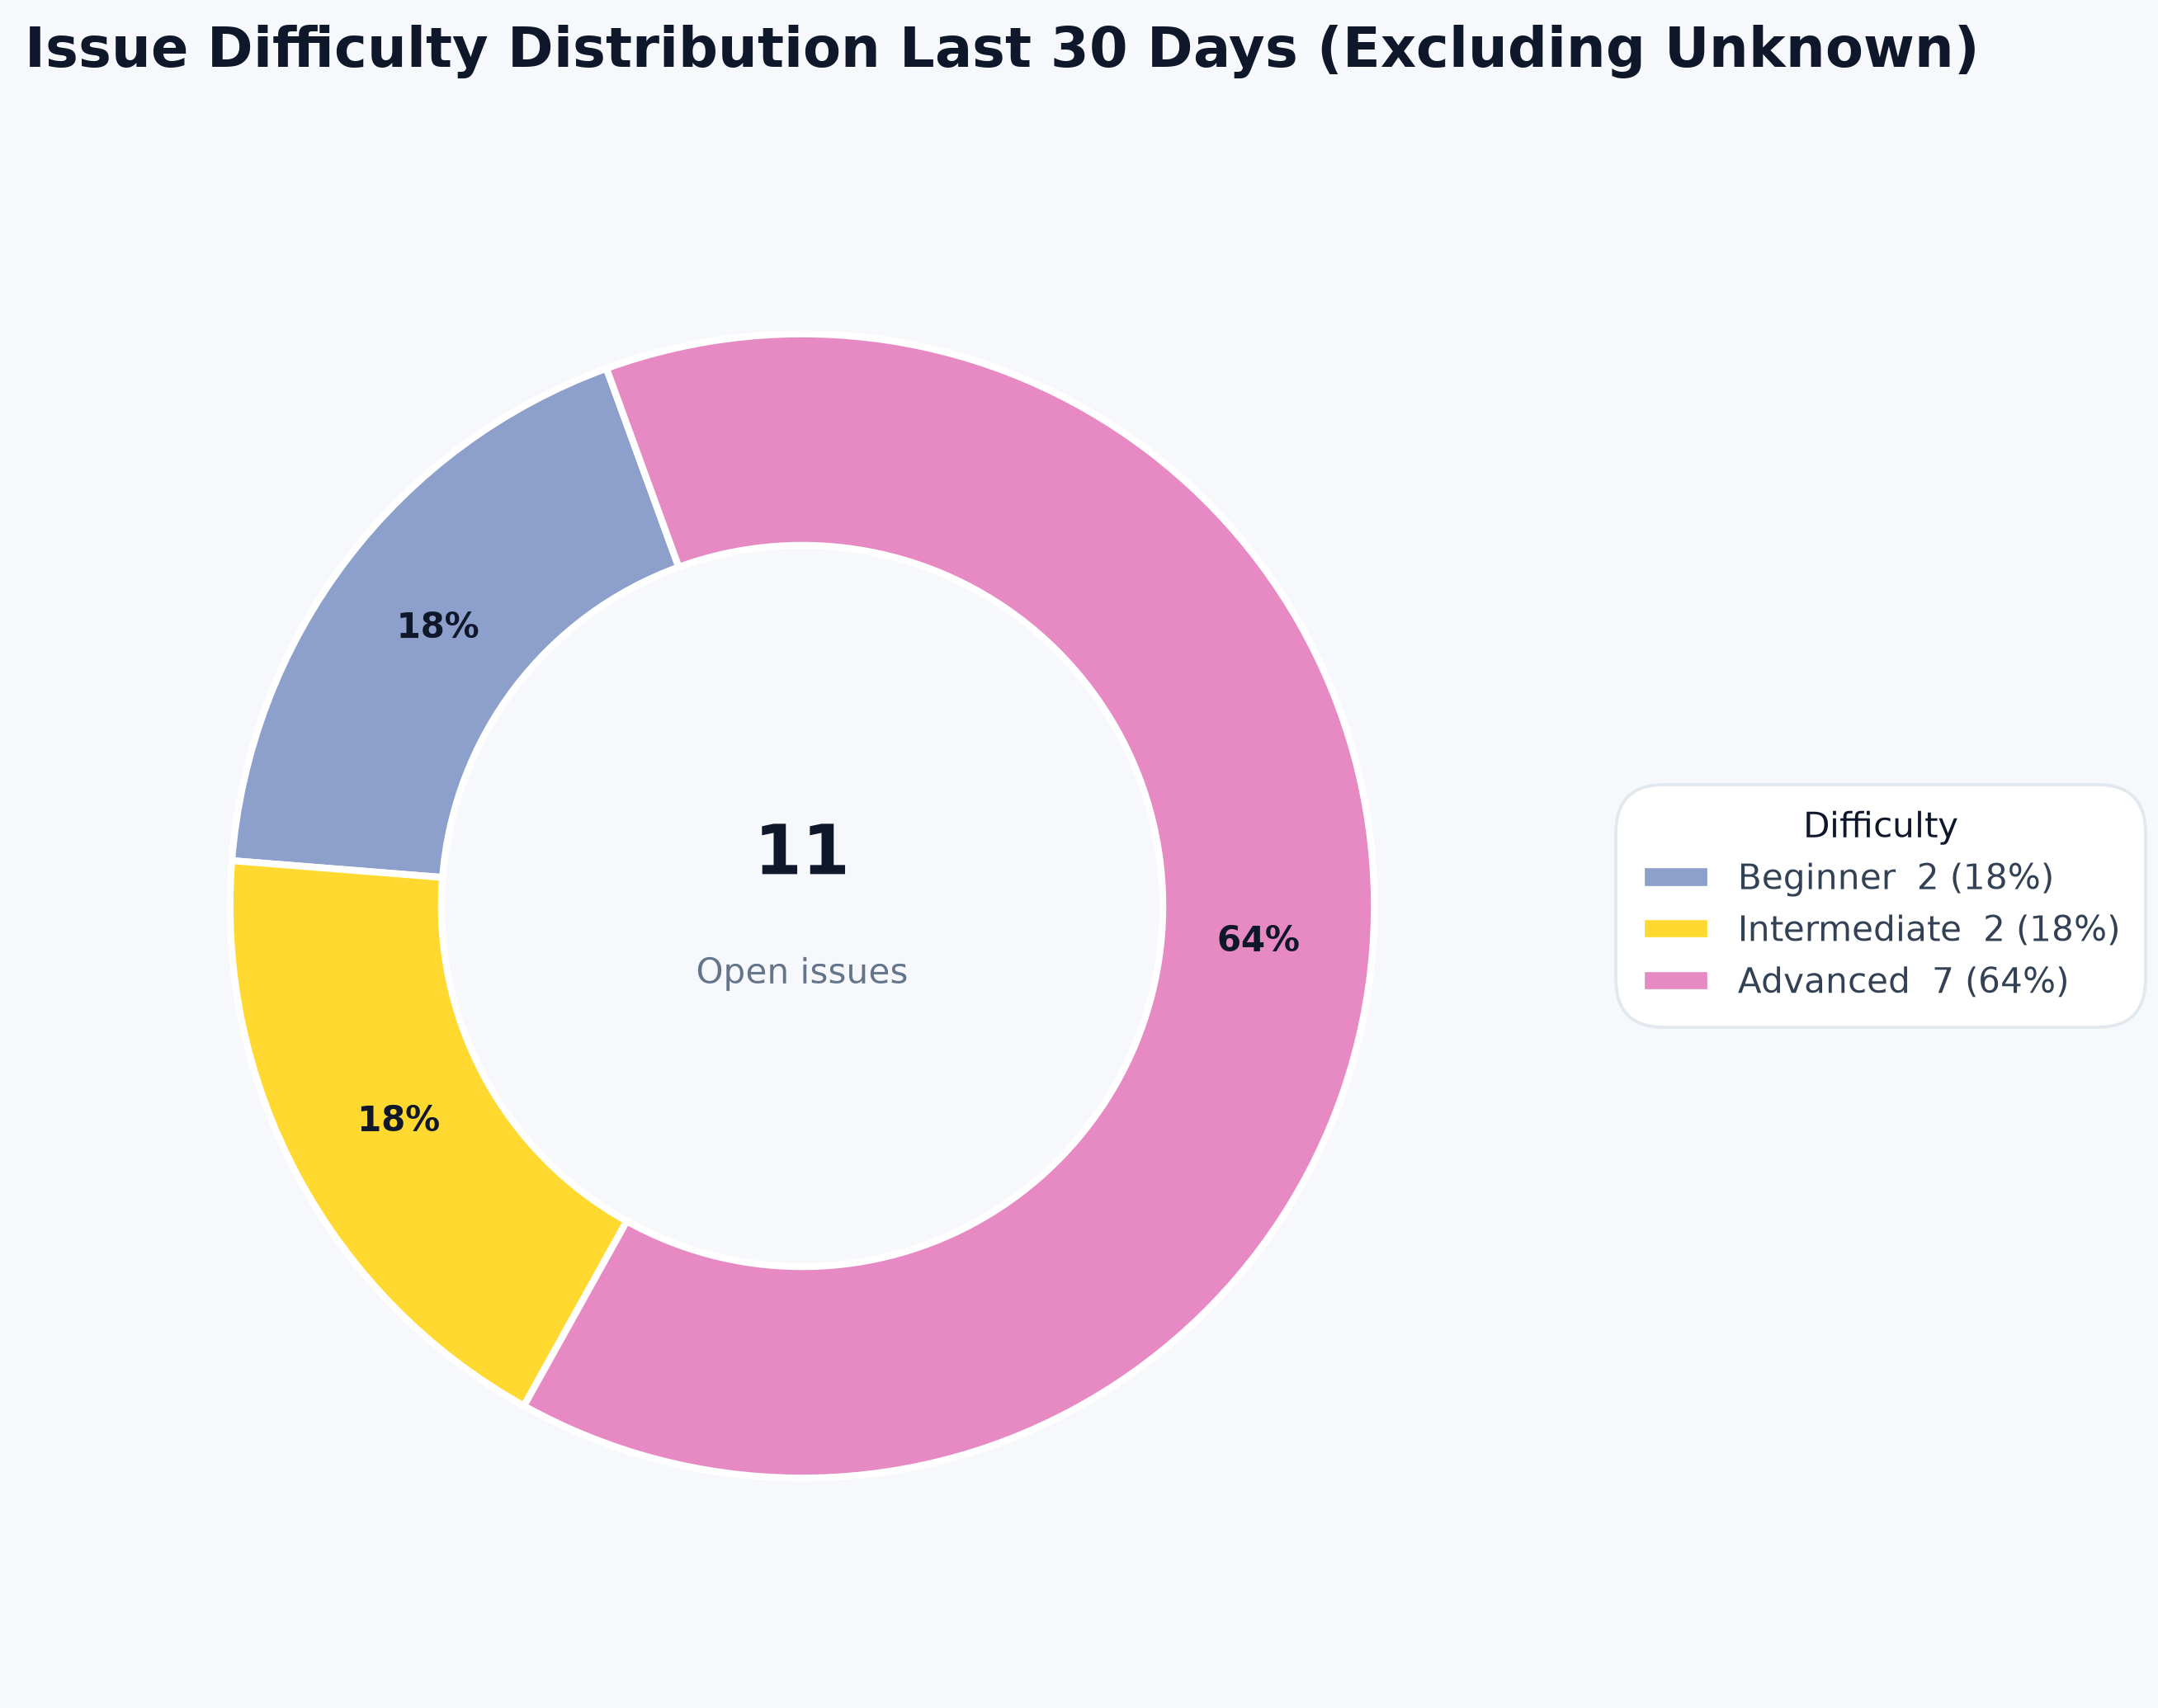 Issue Difficulty Distribution Last 30 Days (Excluding Unknown)
18%
18%
64%
11
Open issues
Difficulty
Beginner 2 (18%)
Intermediate 2 (18%)
Advanced 7 (64%)